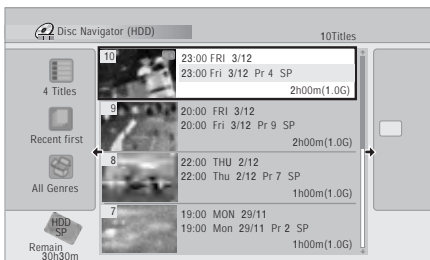 Disc Navigator (HDD)
10Titles
4 Titles
Recent first
All Genres
HDD
SP
Remain
30h30m
10
23:00 FRI 3/12
23:00 Fri 3/12 Pr 4 SP
2h00m(1.0G)
9
20:00 FRI 3/12
20:00 Fri 3/12 Pr 9 SP
2h00m(1.0G)
8
22:00 THU 2/12
22:00 Thu 2/12 Pr 7 SP
1h00m(1.0G)
7
19:00 MON 29/11
19:00 Mon 29/11 Pr 2 SP
1h00m(1.0G)